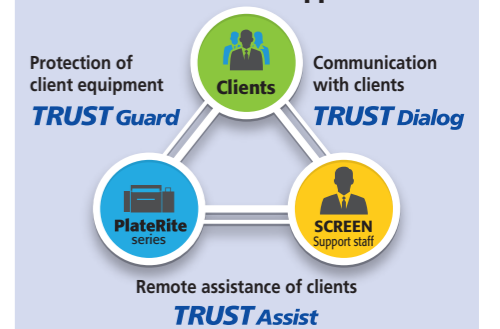 Protection of
client equipment
TRUST Guard
Clients
Communication
with clients
TRUST Dialog
PlateRite
series
SCREEN
Support staff
Remote assistance of clients
TRUST Assist